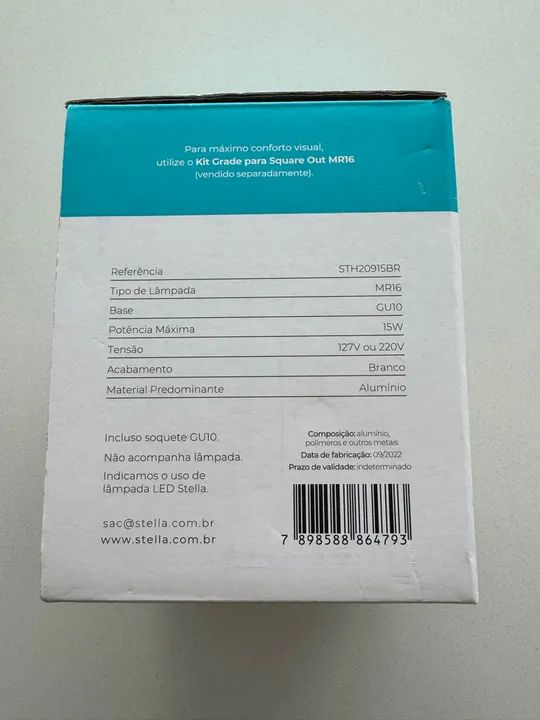 Para máximo conforto visual,
utilize o Kit Grade para Square Out MR16
(vendido separadamente).
Referência STH20915BR
Tipo de Lâmpada MR16
Base GU10
Potência Máxima 15W
Tensão 127V ou 220V
Acabamento Branco
Material Predominante Alumínio
Incluso soquete GU10.
Não acompanha lâmpada.
Indicamos o uso de
lâmpada LED Stella.
sac@stella.com.br
www.stella.com.br
Composição: alumínio,
polímeros e outros metais
Data de fabricação: 09/2022
Prazo de validade: indeterminado
7 898588 864793